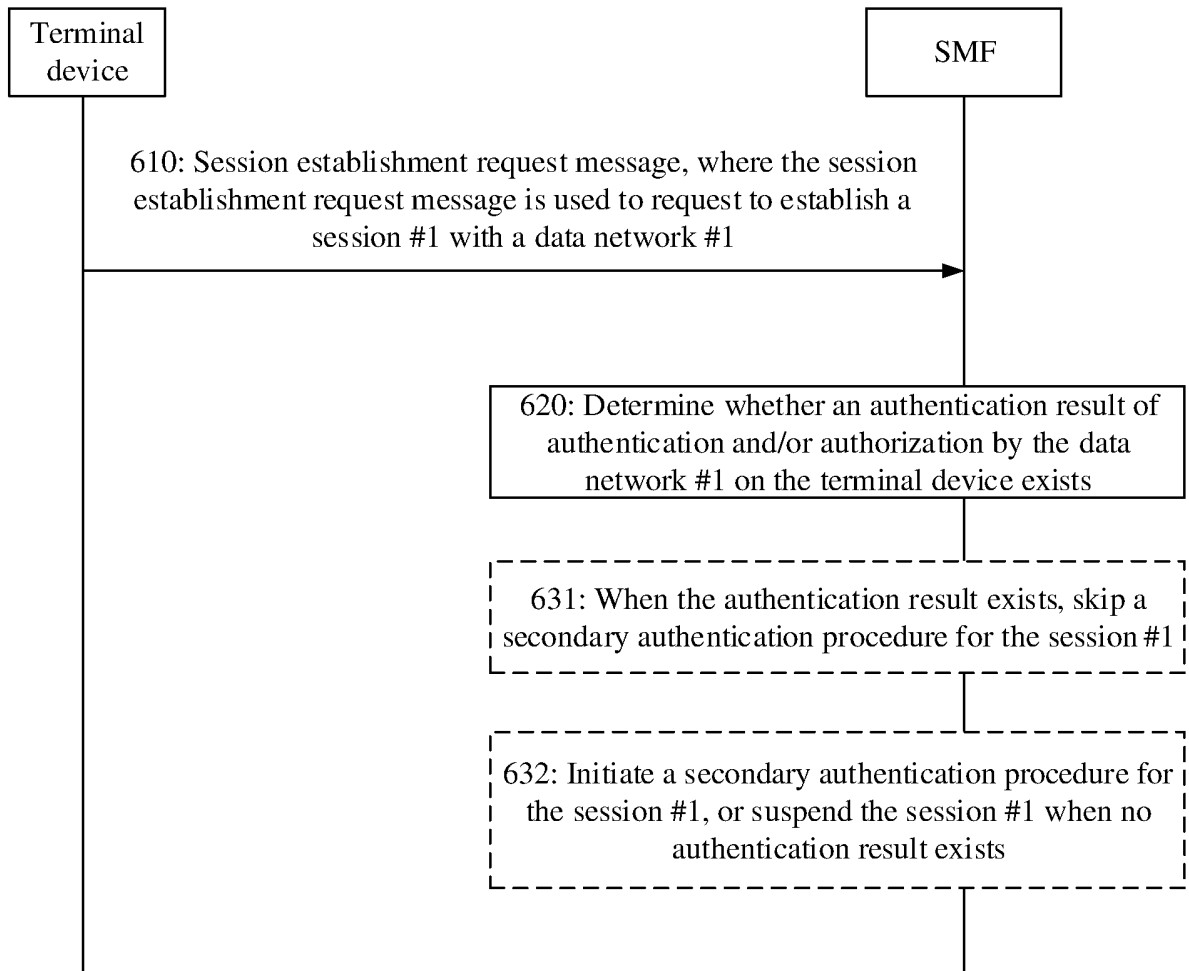 Terminal
device
SMF
610: Session establishment request message, where the session
establishment request message is used to request to establish a
session #1 with a data network #1
620: Determine whether an authentication result of
authentication and/or authorization by the data
network #1 on the terminal device exists
631: When the authentication result exists, skip a
secondary authentication procedure for the session #1
632: Initiate a secondary authentication procedure for
the session #1, or suspend the session #1 when no
authentication result exists